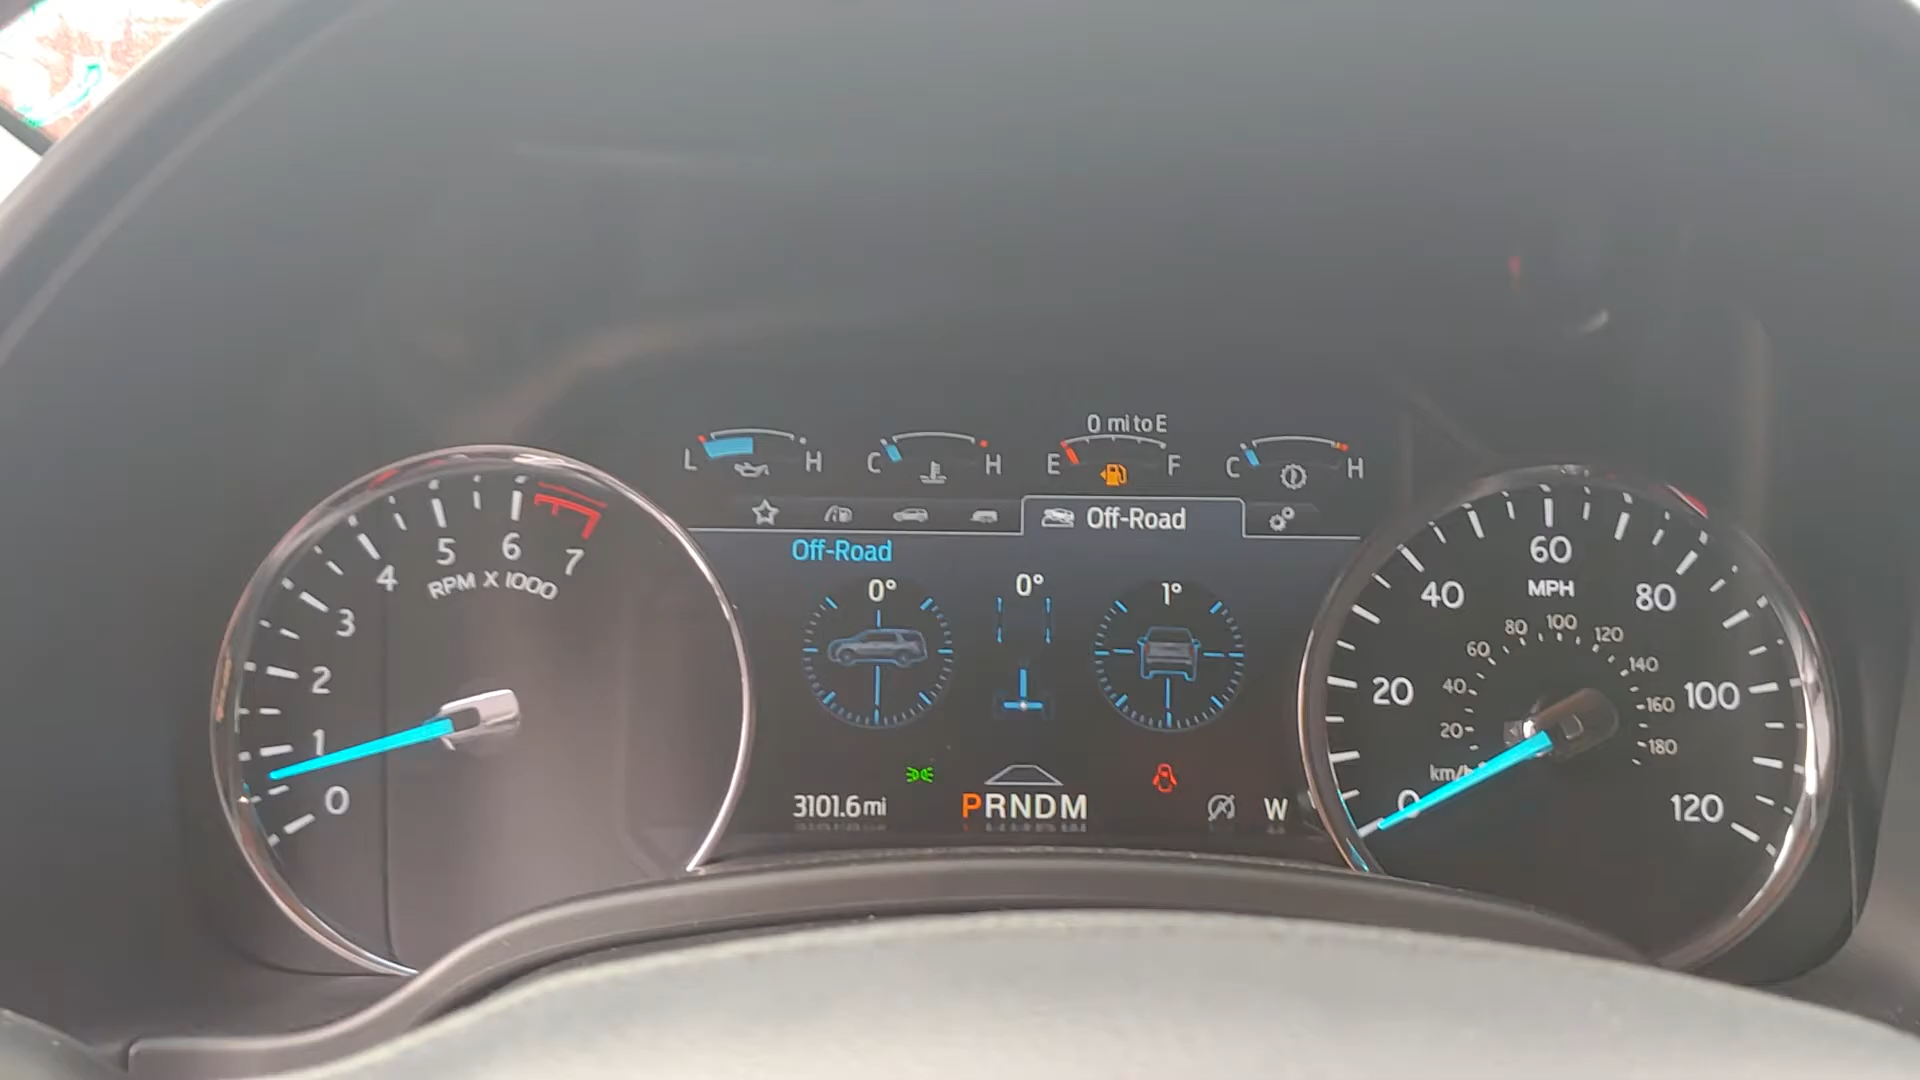 0 mi to E
L H C H E F C H
Off-Road
Off-Road
0° 0° 1°
0 1 2 3 4 5 6 7
RPM X 1000
3101.6 mi
PRNDM
W
0 20 40 60 80 100 120
MPH
20 40 60 80 100 120 140 160 180
km/h